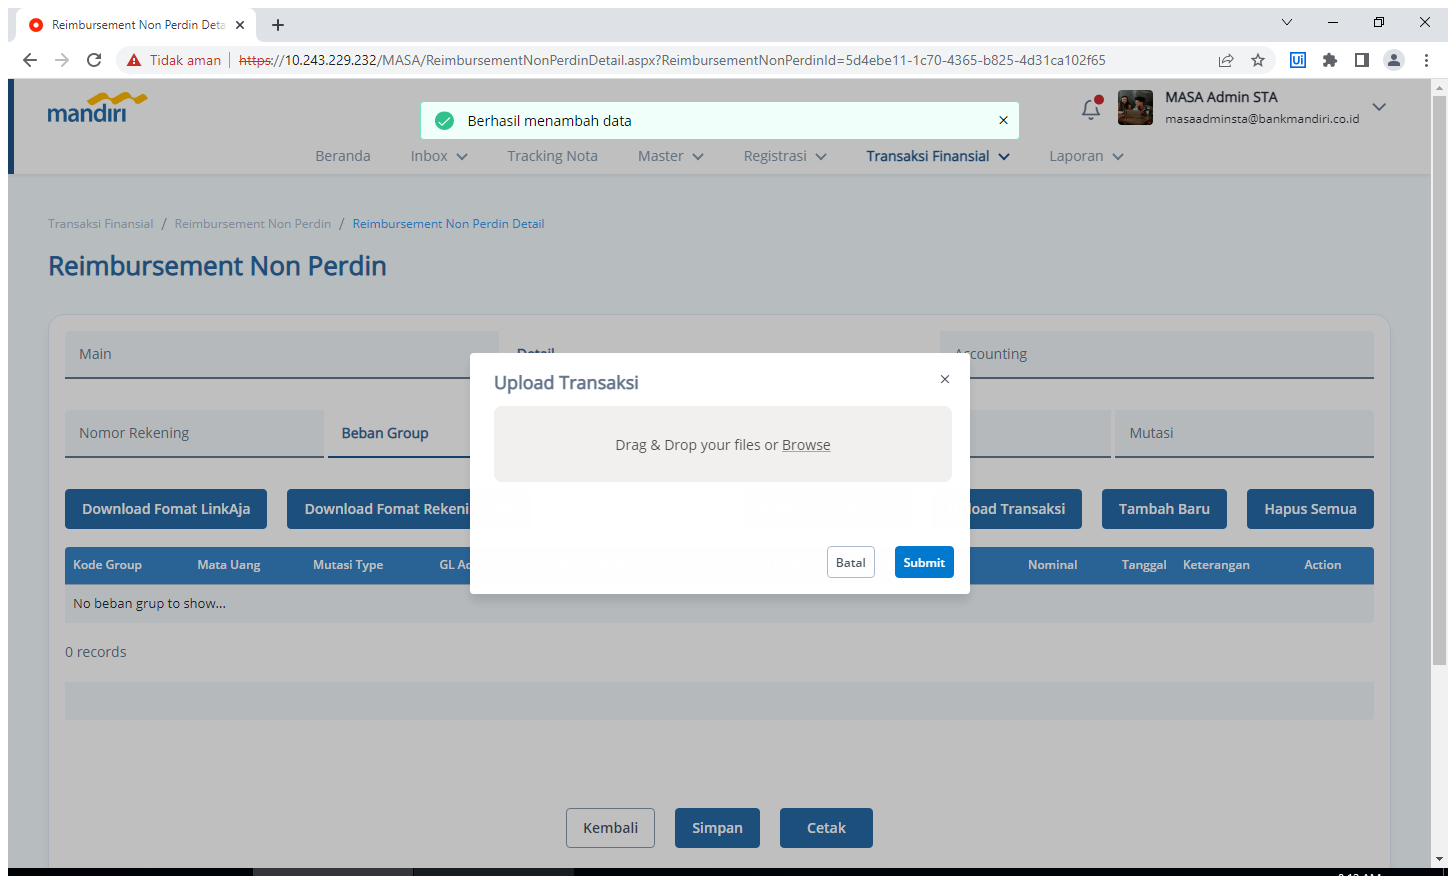 Reimbursement Non Perdin Deta
Tidak aman https://10.243.229.232/MASA/ReimbursementNonPerdinDetail.aspx?ReimbursementNonPerdinId=5d4ebe11-1c70-4365-b825-4d31ca102f65
mandiri
Berhasil menambah data
MASA Admin STA
masaadminsta@bankmandiri.co.id
Beranda Inbox Tracking Nota Master Registrasi Transaksi Finansial Laporan
Transaksi Finansial / Reimbursement Non Perdin / Reimbursement Non Perdin Detail
Reimbursement Non Perdin
Main Detail Accounting
Upload Transaksi
Nomor Rekening Beban Group Mutasi
Drag & Drop your files or Browse
Download Fomat LinkAja Download Fomat Rekeni oad Transaksi Tambah Baru Hapus Semua
Batal Submit
Kode Group Mata Uang Mutasi Type GL Ac Nominal Tanggal Keterangan Action
No beban grup to show...
0 records
Kembali Simpan Cetak